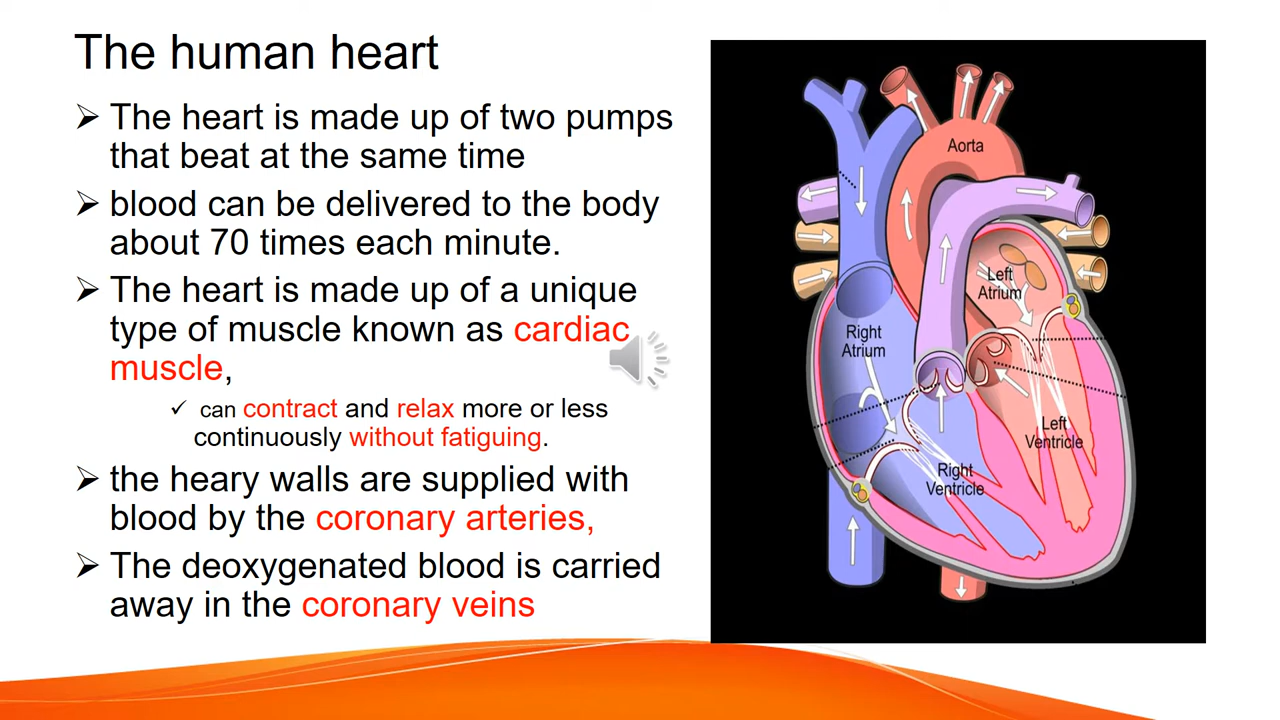 The human heart
➢ The heart is made up of two pumps
that beat at the same time
➢ blood can be delivered to the body
about 70 times each minute.
➢ The heart is made up of a unique
type of muscle known as cardiac
muscle,
✓ can contract and relax more or less
continuously without fatiguing.
➢ the heary walls are supplied with
blood by the coronary arteries,
➢ The deoxygenated blood is carried
away in the coronary veins
Aorta
Left
Atrium
Right
Atrium
Left
Ventricle
Right
Ventricle